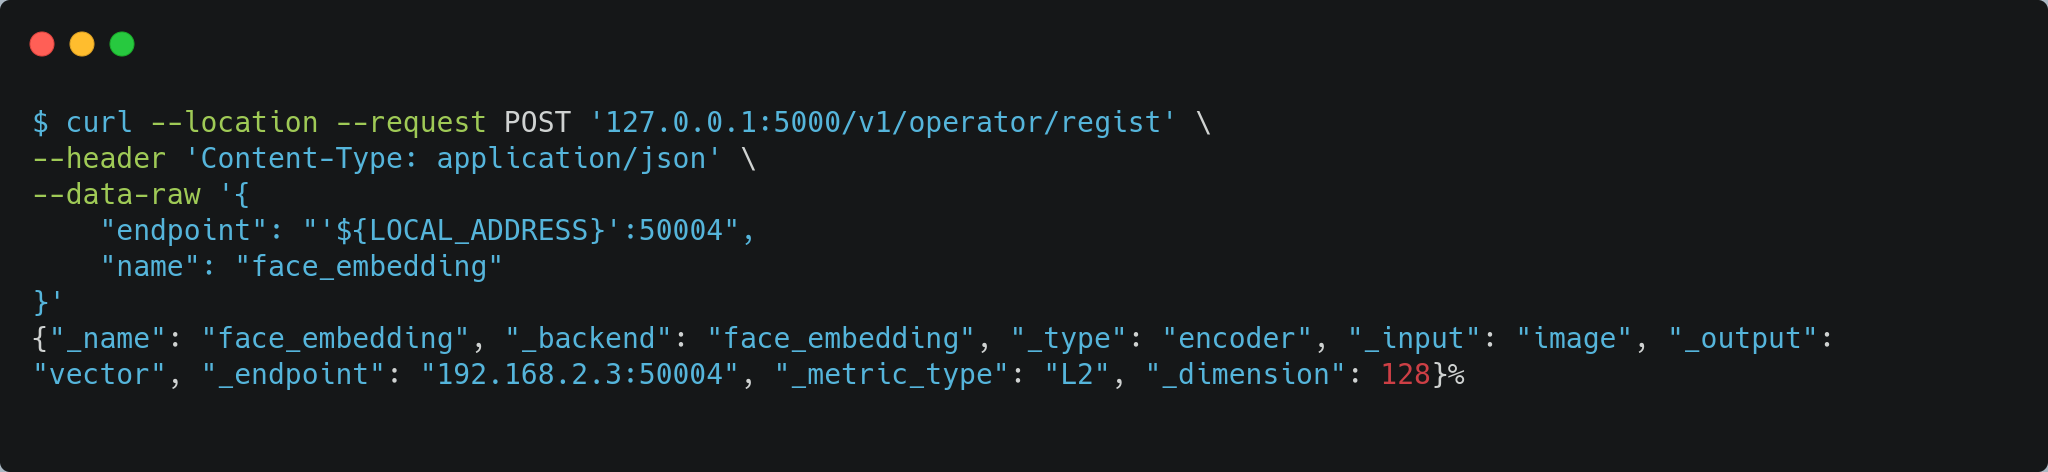 $ curl --location --request POST '127.0.0.1:5000/v1/operator/regist' \
--header 'Content-Type: application/json' \
--data-raw '{
    "endpoint": "'${LOCAL_ADDRESS}':50004",
    "name": "face_embedding"
}'
{"_name": "face_embedding", "_backend": "face_embedding", "_type": "encoder", "_input": "image", "_output":
"vector", "_endpoint": "192.168.2.3:50004", "_metric_type": "L2", "_dimension": 128}%